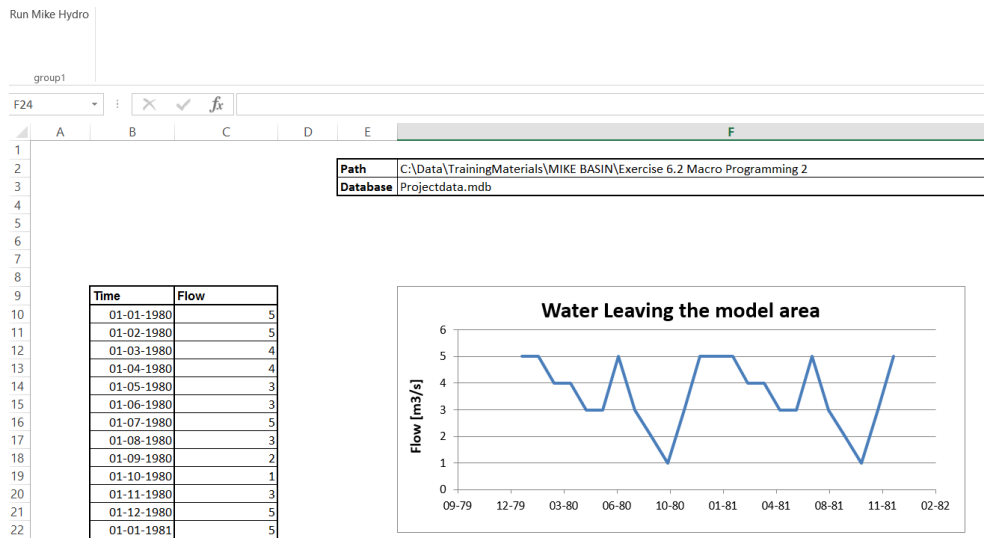 Run Mike Hydro
group1
F24 fx
A B C D E F
1
2 Path C:\Data\TrainingMaterials\MIKE BASIN\Exercise 6.2 Macro Programming 2
3 Database Projectdata.mdb
4
5
6
7
8
9 Time Flow
10 01-01-1980 5
11 01-02-1980 5
12 01-03-1980 4
13 01-04-1980 4
14 01-05-1980 3
15 01-06-1980 3
16 01-07-1980 5
17 01-08-1980 3
18 01-09-1980 2
19 01-10-1980 1
20 01-11-1980 3
21 01-12-1980 5
22 01-01-1981 5
Water Leaving the model area
Flow [m3/s]
6
5
4
3
2
1
0
09-79 12-79 03-80 06-80 10-80 01-81 04-81 08-81 11-81 02-82